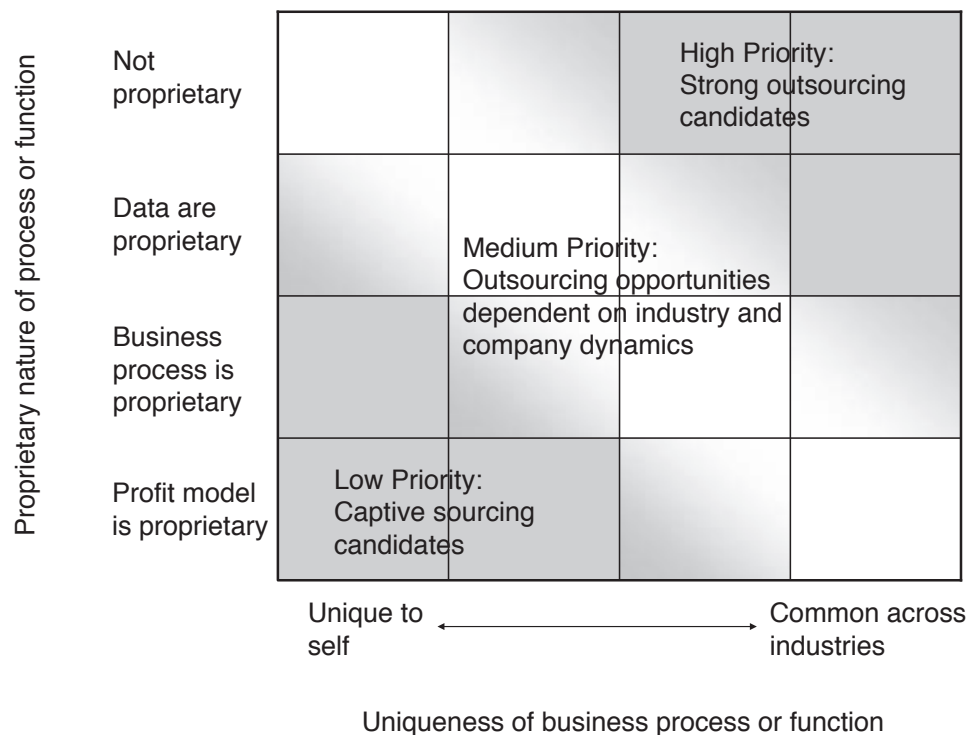 Proprietary nature of process or function
Not
proprietary
High Priority:
Strong outsourcing
candidates
Data are
proprietary
Medium Priority:
Outsourcing opportunities
dependent on industry and
company dynamics
Business
process is
proprietary
Profit model
is proprietary
Low Priority:
Captive sourcing
candidates
Unique to
self
Common across
industries
Uniqueness of business process or function